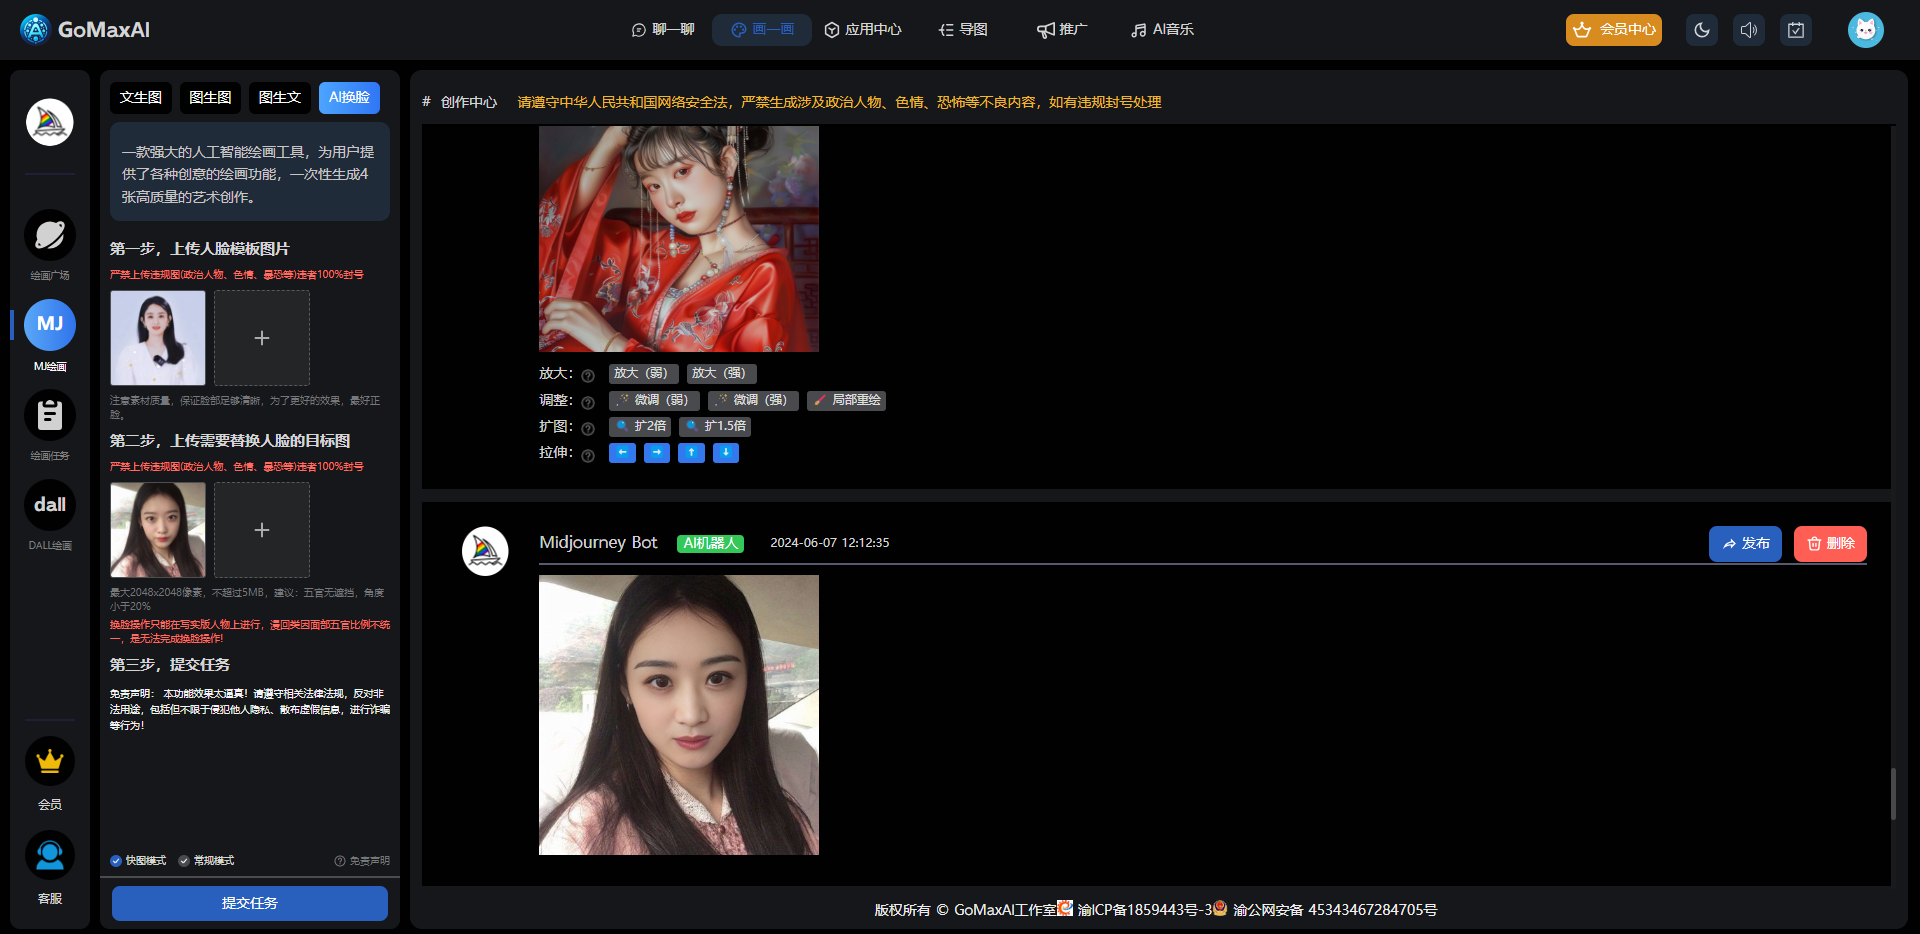 GoMaxAI
聊一聊
画一画
应用中心
导图
推广
AI音乐
会员中心
绘画广场
MJ
MJ绘画
绘画任务
dall
DALL绘画
会员
客服
文生图
图生图
图生文
AI换脸
一款强大的人工智能绘画工具，为用户提
供了各种创意的绘画功能，一次性生成4
张高质量的艺术创作。
第一步，上传人脸模板图片
严禁上传违规图(政治人物、色情、暴恐等)违者100%封号
注意素材质量，保证脸部足够清晰，为了更好的效果，最好正
脸。
第二步，上传需要替换人脸的目标图
严禁上传违规图(政治人物、色情、暴恐等)违者100%封号
最大2048x2048像素，不超过5MB，建议：五官无遮挡，角度
小于20%
换脸操作只能在写实版人物上进行，漫回类因面部五官比例不统
一，是无法完成换脸操作!
第三步，提交任务
免责声明： 本功能效果太逼真！请遵守相关法律法规，反对非
法用途，包括但不限于侵犯他人隐私、散布虚假信息，进行诈骗
等行为!
快图模式
常规模式
免责声明
提交任务
# 创作中心
请遵守中华人民共和国网络安全法，严禁生成涉及政治人物、色情、恐怖等不良内容，如有违规封号处理
放大：
放大（弱）
放大（强）
调整：
微调（弱）
微调（强）
局部重绘
扩图：
扩2倍
扩1.5倍
拉伸：
Midjourney Bot
AI机器人
2024-06-07 12:12:35
发布
删除
版权所有 © GoMaxAI工作室 渝ICP备1859443号-3 渝公网安备 45343467284705号